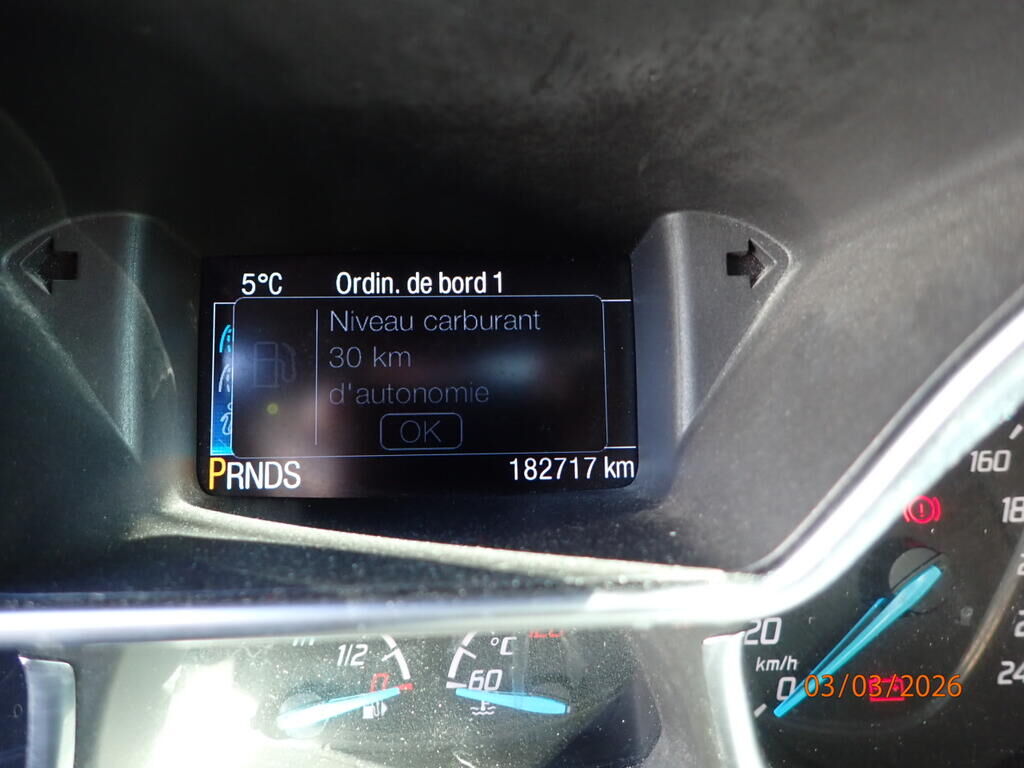 5°C Ordin. de bord 1
Niveau carburant
30 km
d'autonomie
OK
PRNDS 182717 km
160
1/2
°C
0
60
20
km/h
0
03/03/2026